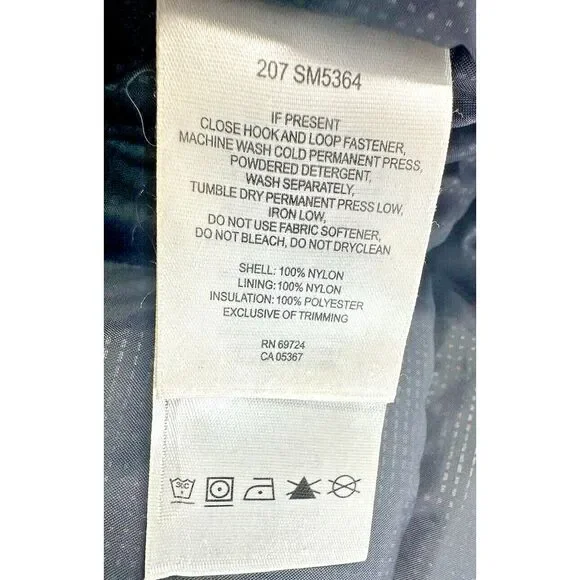 207 SM5364
IF PRESENT
CLOSE HOOK AND LOOP FASTENER,
MACHINE WASH COLD PERMANENT PRESS,
POWDERED DETERGENT,
WASH SEPARATELY,
TUMBLE DRY PERMANENT PRESS LOW,
IRON LOW,
DO NOT USE FABRIC SOFTENER,
DO NOT BLEACH, DO NOT DRYCLEAN
SHELL: 100% NYLON
LINING: 100% NYLON
INSULATION: 100% POLYESTER
EXCLUSIVE OF TRIMMING
RN 69724
CA 05367